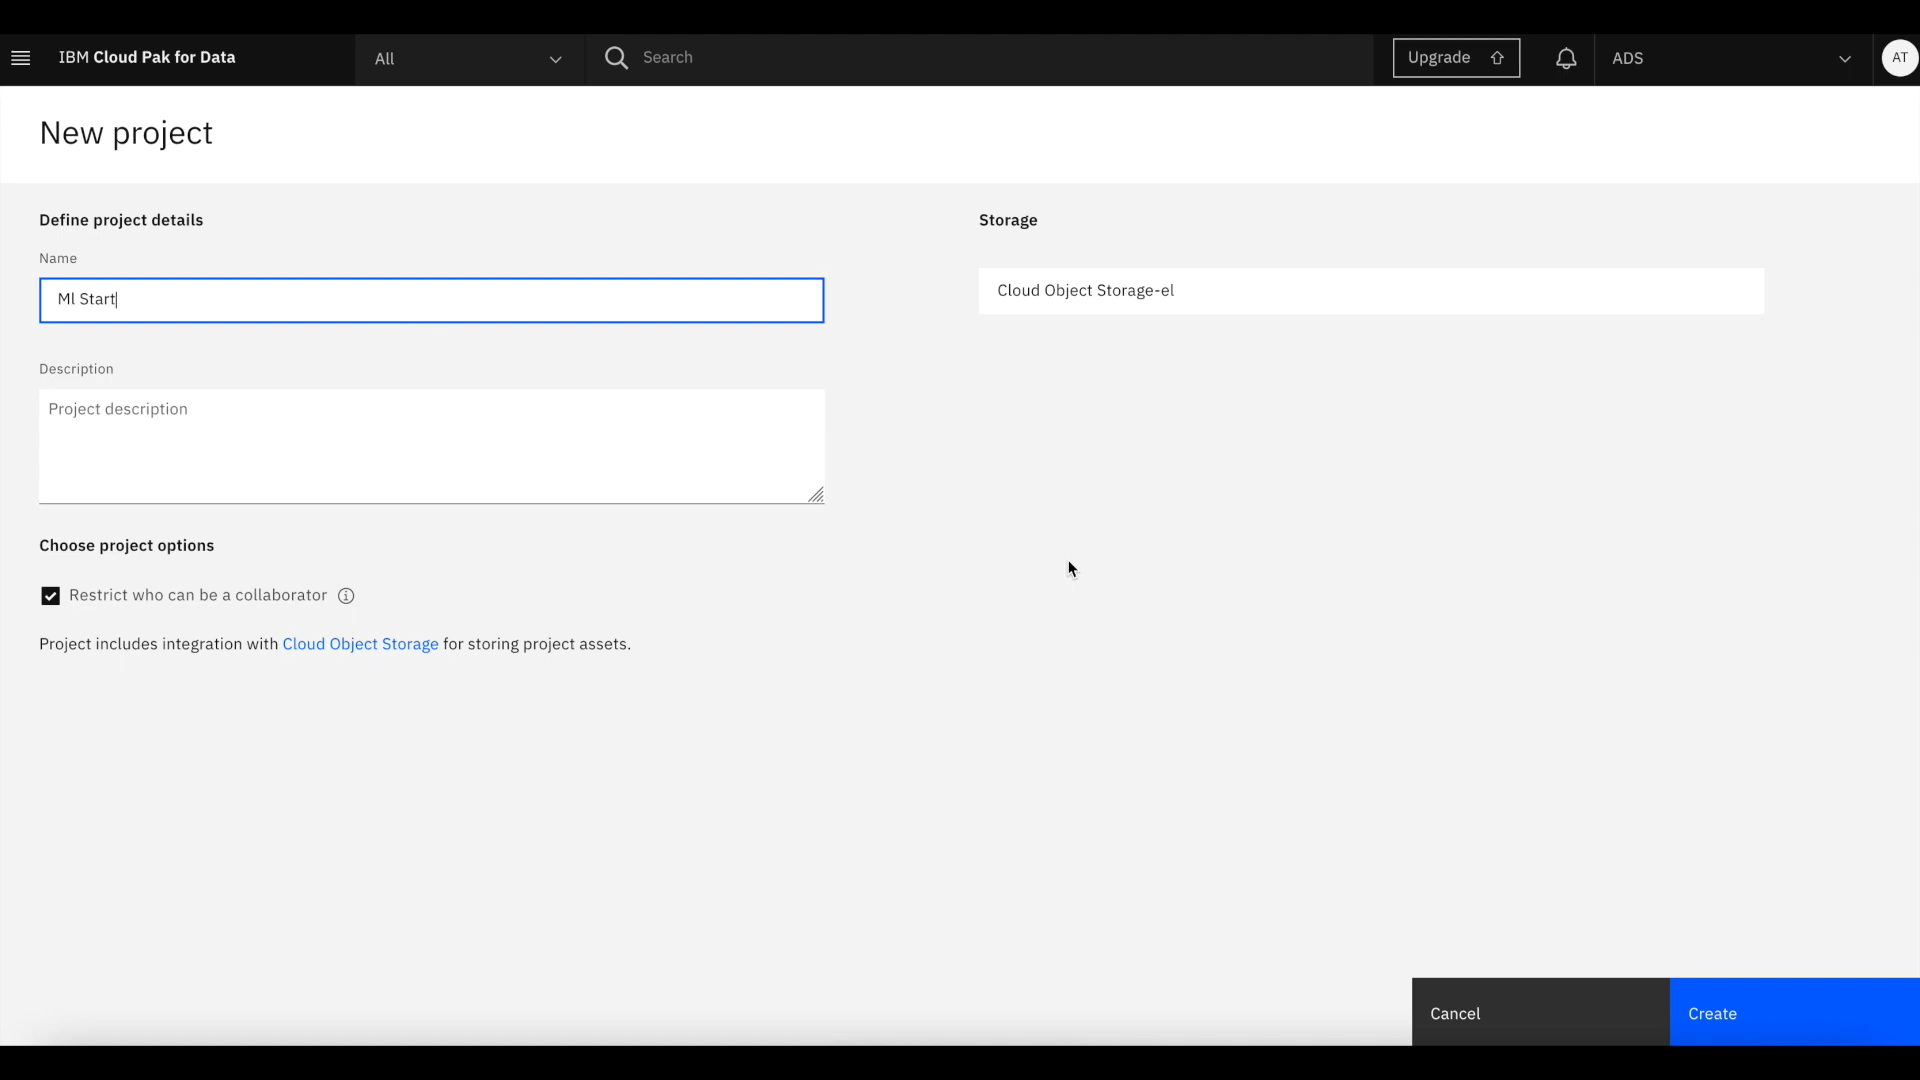 IBM Cloud Pak for Data
All
Search
Upgrade
ADS
AT
New project
Define project details
Storage
Name
Ml Start
Cloud Object Storage-el
Description
Project description
Choose project options
Restrict who can be a collaborator
Project includes integration with Cloud Object Storage for storing project assets.
Cancel
Create